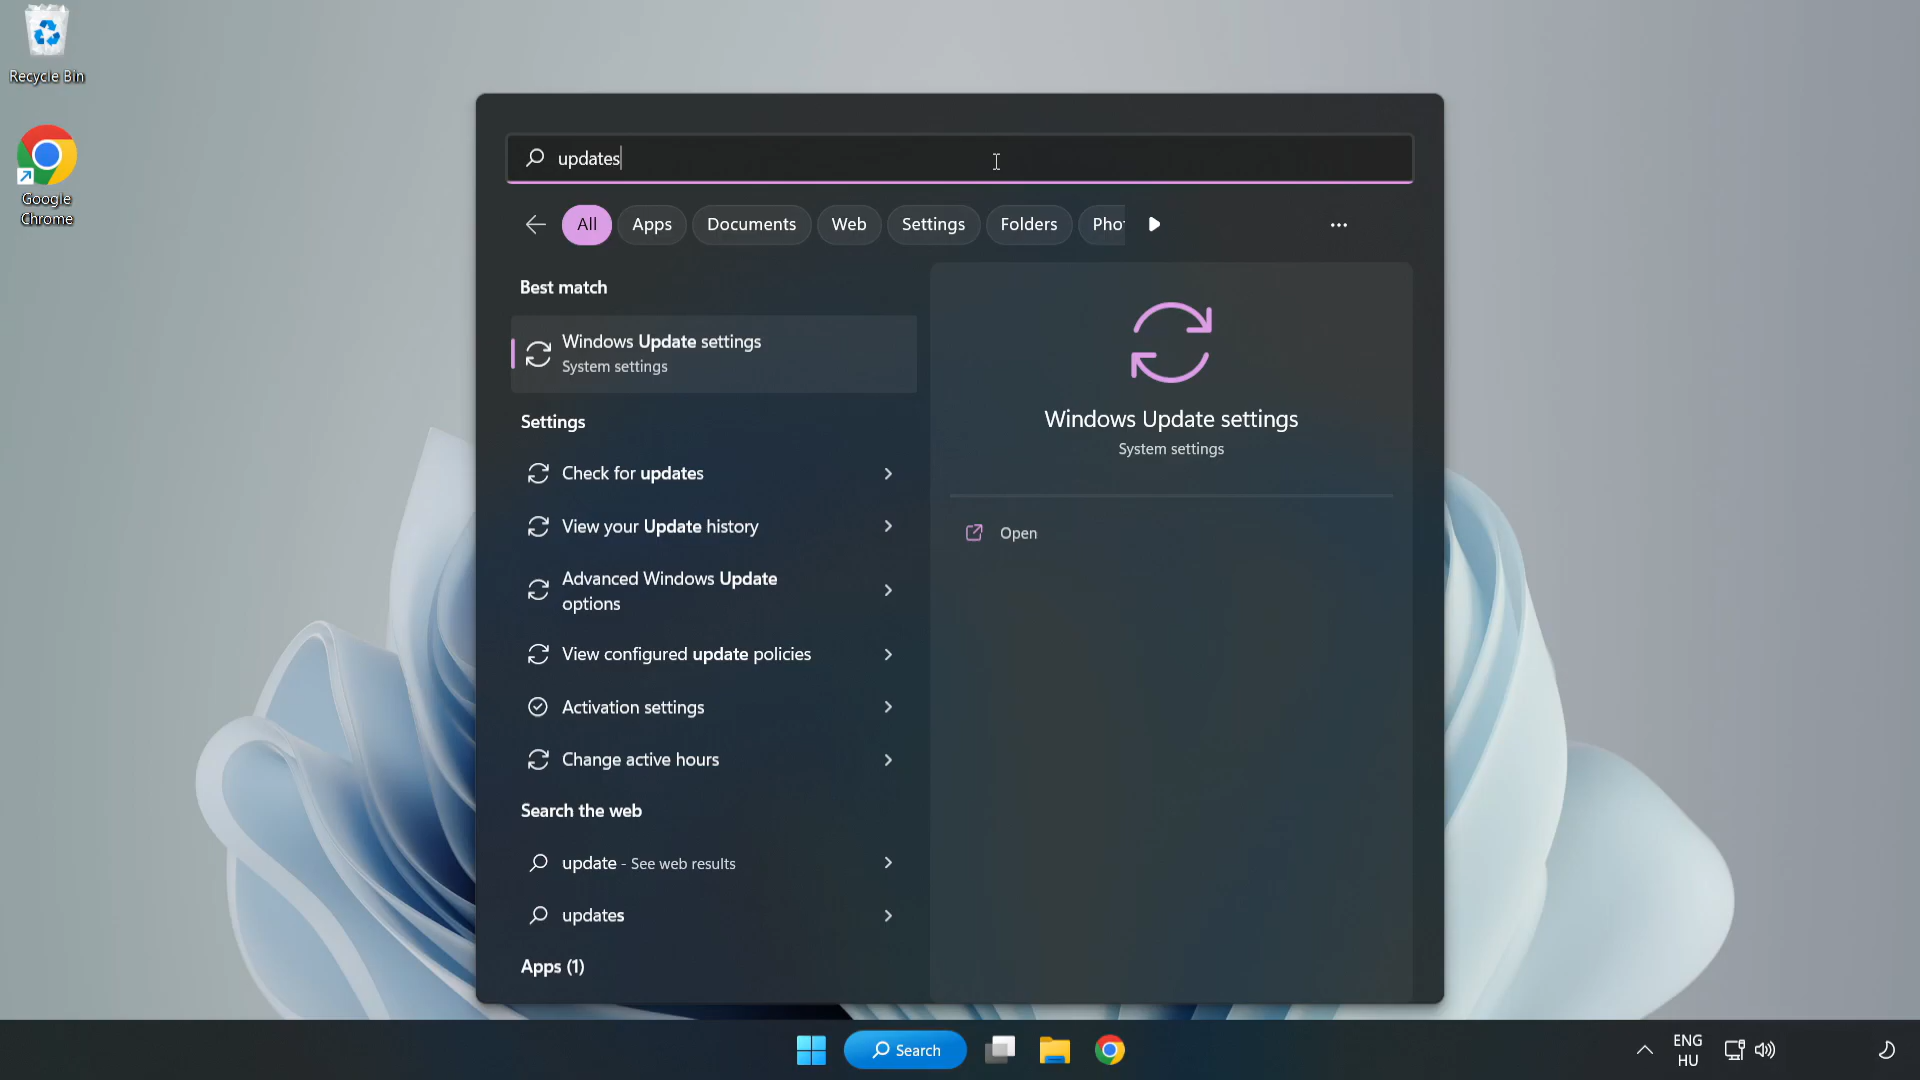 Recycle Bin
Google
Chrome
updates
All
Apps
Documents
Web
Settings
Folders
Pho
Best match
Windows Update settings
System settings
Settings
Check for updates
View your Update history
Advanced Windows Update
options
View configured update policies
Activation settings
Change active hours
Search the web
update - See web results
updates
Apps (1)
Windows Update settings
System settings
Open
Search
ENG
HU